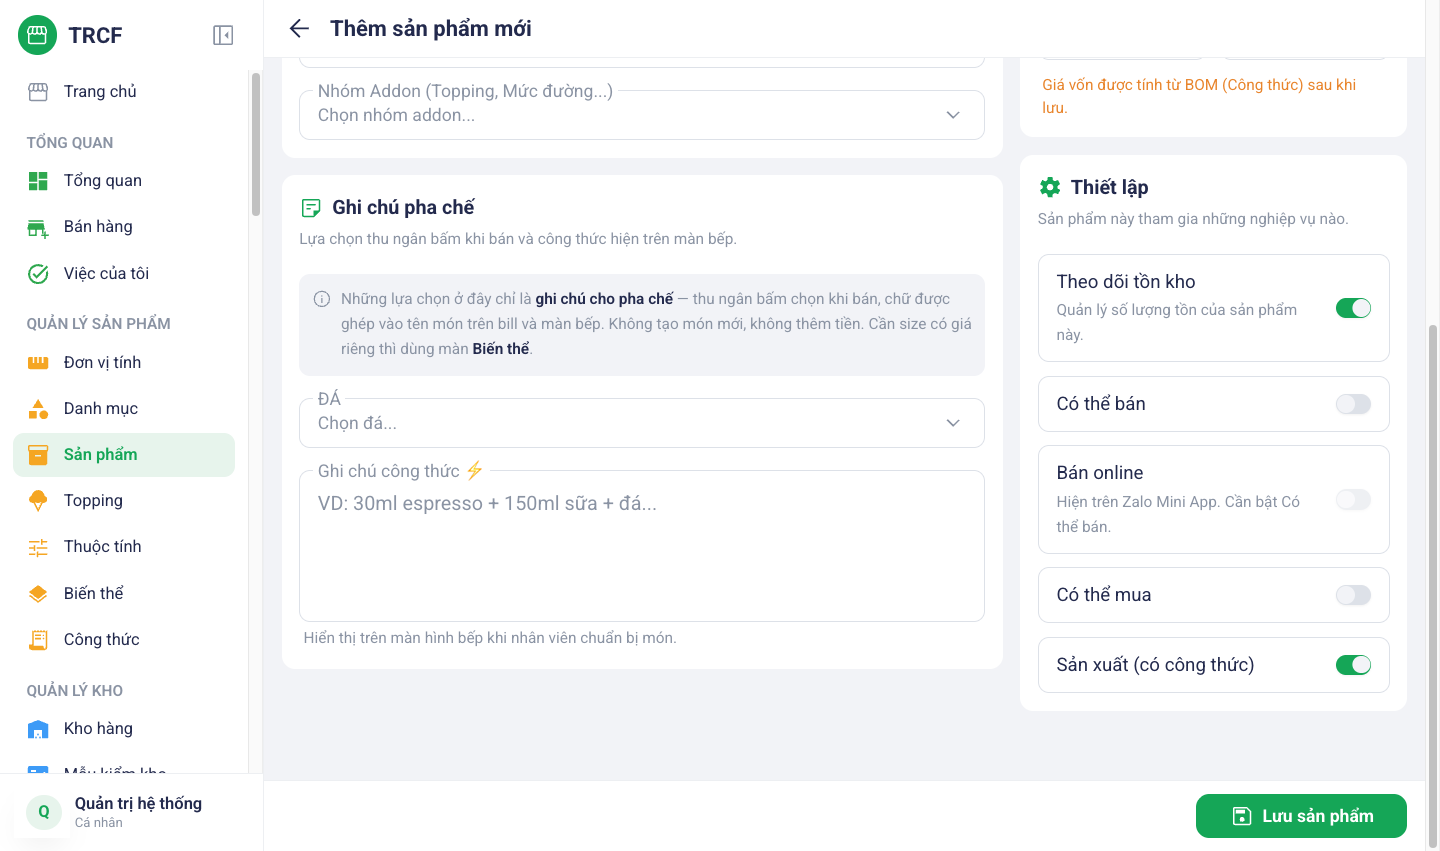 TRCF
Trang chủ
TỔNG QUAN
Tổng quan
Bán hàng
Việc của tôi
QUẢN LÝ SẢN PHẨM
Đơn vị tính
Danh mục
Sản phẩm
Topping
Thuộc tính
Biến thể
Công thức
QUẢN LÝ KHO
Kho hàng
Mẫu kiểm kho
Q
Quản trị hệ thống
Cá nhân
Thêm sản phẩm mới
Nhóm Addon (Topping, Mức đường...)
Chọn nhóm addon...
Ghi chú pha chế
Lựa chọn thu ngân bấm khi bán và công thức hiện trên màn bếp.
Những lựa chọn ở đây chỉ là ghi chú cho pha chế — thu ngân bấm chọn khi bán, chữ được
ghép vào tên món trên bill và màn bếp. Không tạo món mới, không thêm tiền. Cần size có giá
riêng thì dùng màn Biến thể.
ĐÁ
Chọn đá...
Ghi chú công thức ⚡
VD: 30ml espresso + 150ml sữa + đá...
Hiển thị trên màn hình bếp khi nhân viên chuẩn bị món.
Giá vốn được tính từ BOM (Công thức) sau khi
lưu.
Thiết lập
Sản phẩm này tham gia những nghiệp vụ nào.
Theo dõi tồn kho
Quản lý số lượng tồn của sản phẩm
này.
Có thể bán
Bán online
Hiện trên Zalo Mini App. Cần bật Có
thể bán.
Có thể mua
Sản xuất (có công thức)
Lưu sản phẩm